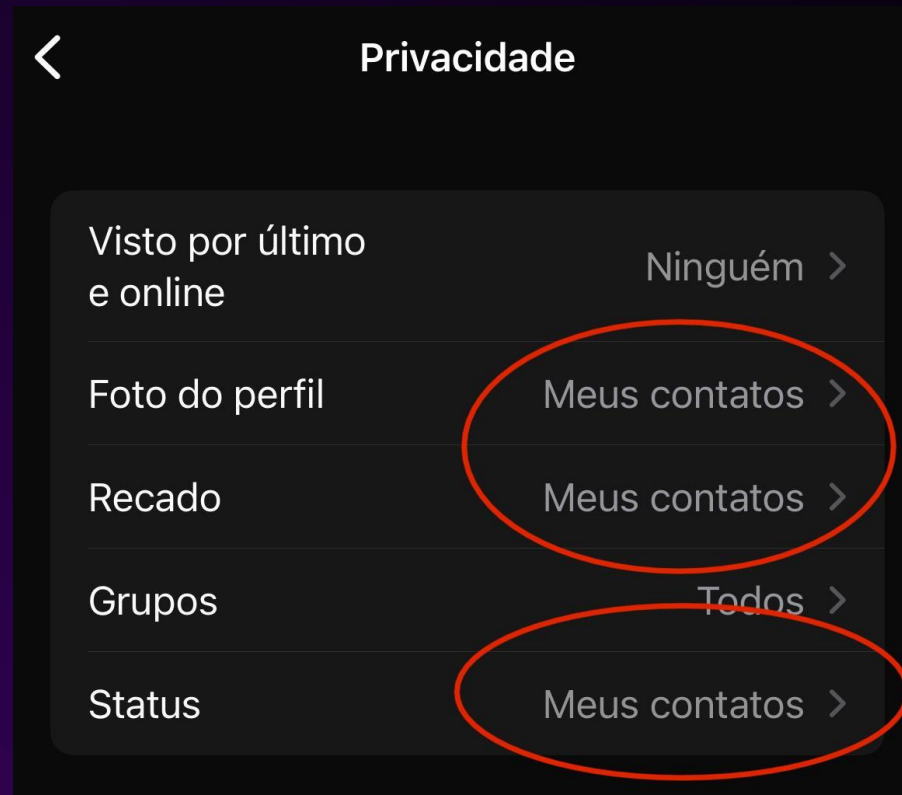 Privacidade
Visto por último
e online
Ninguém
Foto do perfil
Meus contatos
Recado
Meus contatos
Grupos
Todos
Status
Meus contatos